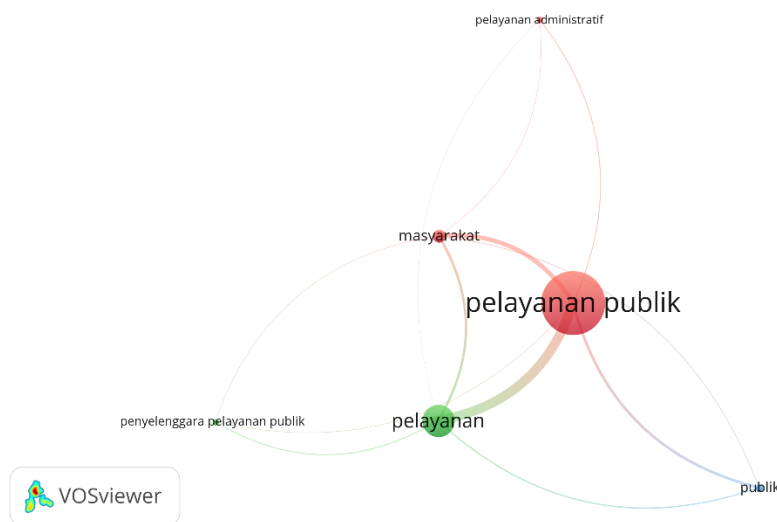 pelayanan administratif
masyarakat
pelayanan publik
penyelenggara pelayanan publik
pelayanan
publik
VOSviewer